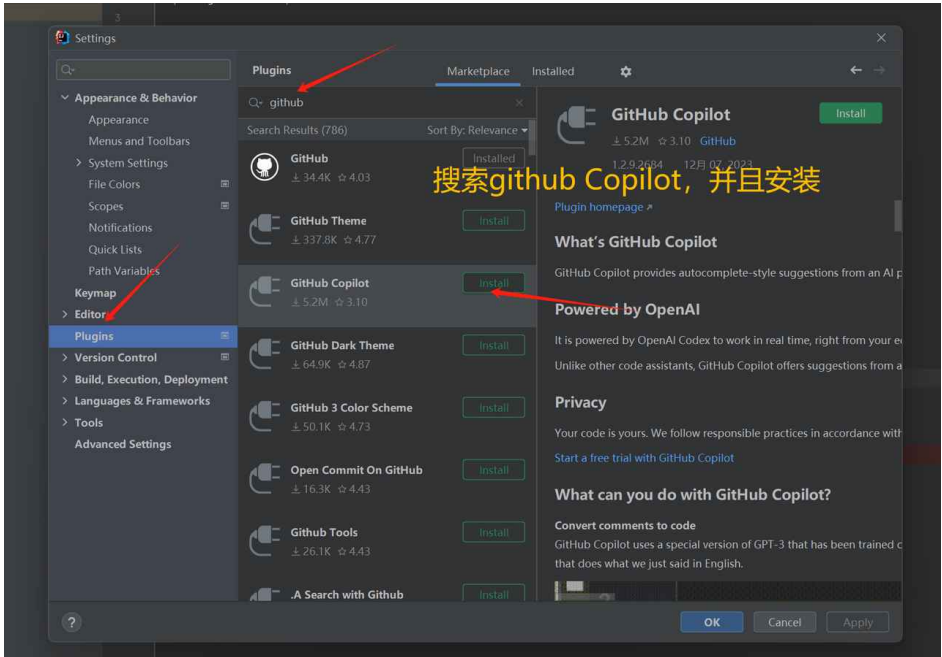 3
Settings
Appearance & Behavior
Appearance
Menus and Toolbars
System Settings
File Colors
Scopes
Notifications
Quick Lists
Path Variables
Keymap
Editor
Plugins
Version Control
Build, Execution, Deployment
Languages & Frameworks
Tools
Advanced Settings
Plugins
Marketplace
Installed
github
Search Results (786)
Sort By: Relevance
GitHub
34.4K 4.03
Installed
GitHub Theme
337.8K 4.77
Install
GitHub Copilot
5.2M 3.10
Install
GitHub Dark Theme
64.9K 4.87
Install
GitHub 3 Color Scheme
50.1K 4.73
Install
Open Commit On GitHub
16.3K 4.43
Install
Github Tools
26.1K 4.43
Install
.A Search with Github
Install
搜索github Copilot，并且安装
GitHub Copilot
Install
5.2M 3.10 GitHub
1.2.9.2684 12月 07, 2023
Plugin homepage ↗
What's GitHub Copilot
GitHub Copilot provides autocomplete-style suggestions from an AI p
Powered by OpenAI
It is powered by OpenAI Codex to work in real time, right from your e
Unlike other code assistants, GitHub Copilot offers suggestions from a
Privacy
Your code is yours. We follow responsible practices in accordance with
Start a free trial with GitHub Copilot
What can you do with GitHub Copilot?
Convert comments to code
GitHub Copilot uses a special version of GPT-3 that has been trained c
that does what we just said in English.
?
OK
Cancel
Apply